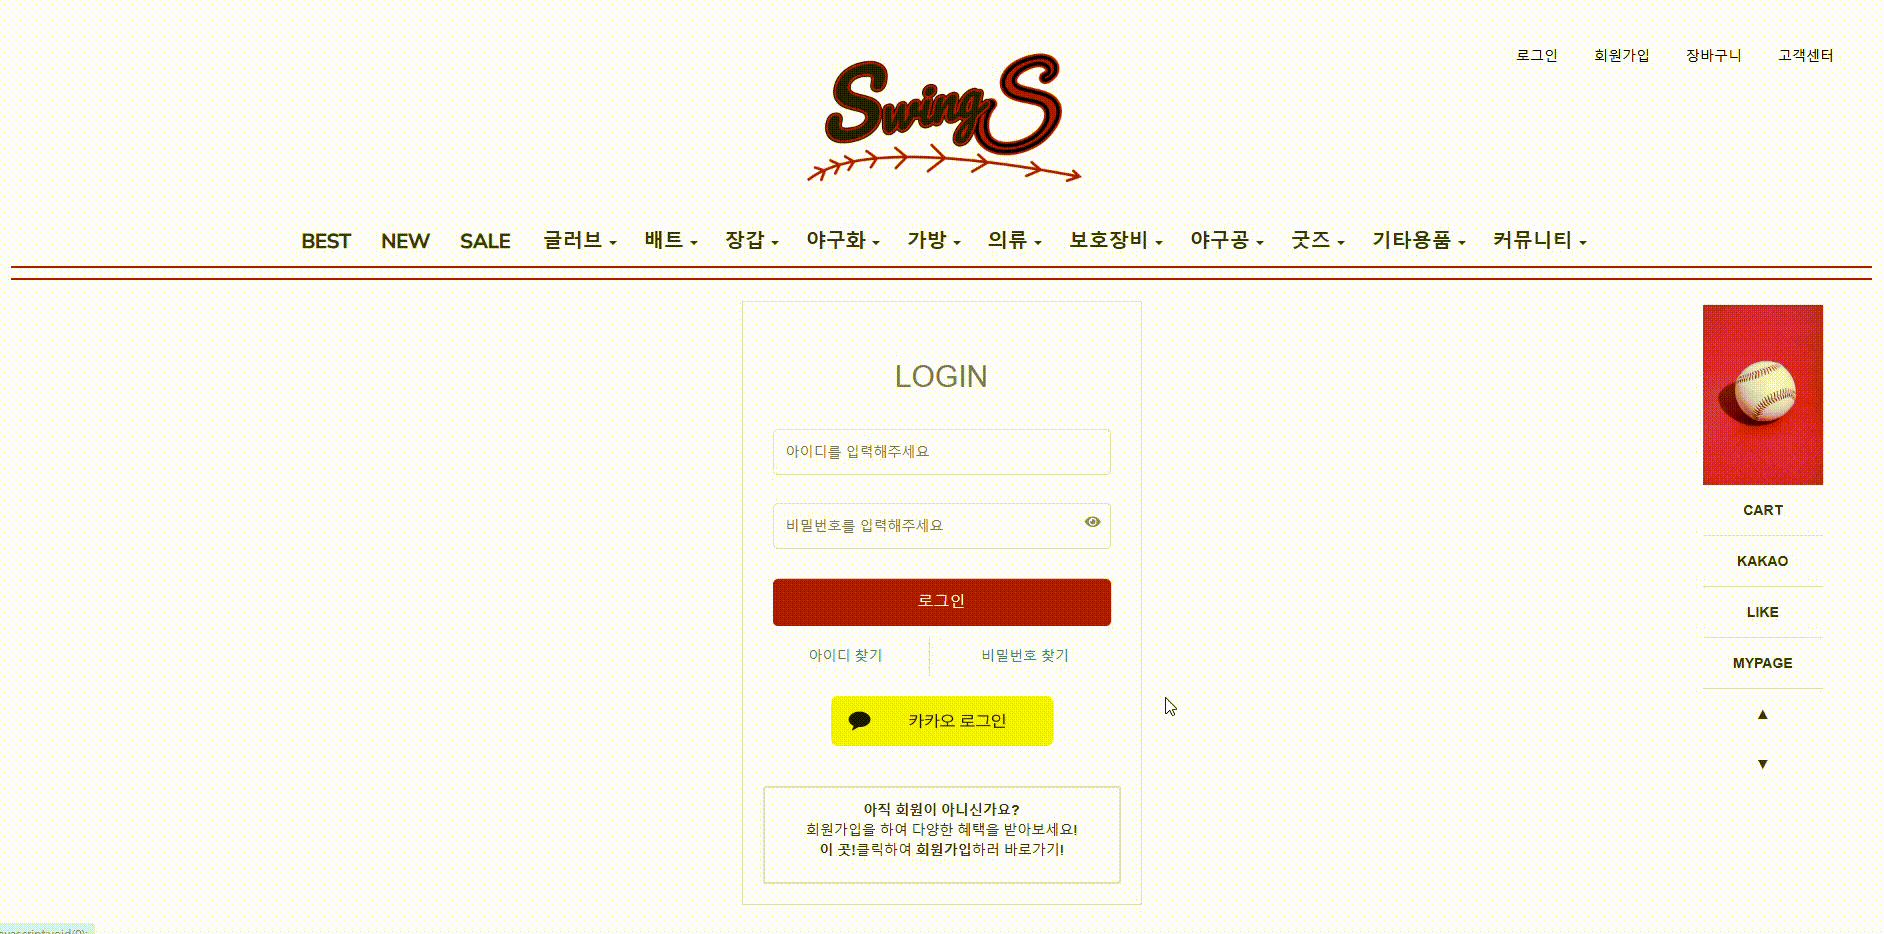 로그인 회원가입 장바구니 고객센터
SwingS
BEST NEW SALE 글러브 배트 장갑 야구화 가방 의류 보호장비 야구공 굿즈 기타용품 커뮤니티
LOGIN
아이디를 입력해주세요
비밀번호를 입력해주세요
로그인
아이디 찾기 비밀번호 찾기
카카오 로그인
아직 회원이 아니신가요?
회원가입을 하여 다양한 혜택을 받아보세요!
이 곳!클릭하여 회원가입하러 바로가기!
CART
KAKAO
LIKE
MYPAGE
▲
▼